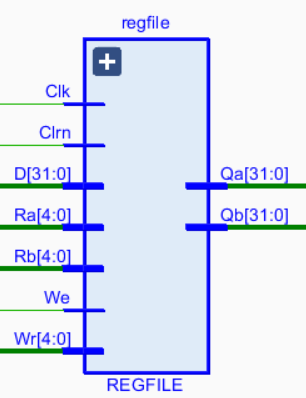 regfile
Clk
Clrn
D[31:0]
Qa[31:0]
Ra[4:0]
Qb[31:0]
Rb[4:0]
We
Wr[4:0]
REGFILE